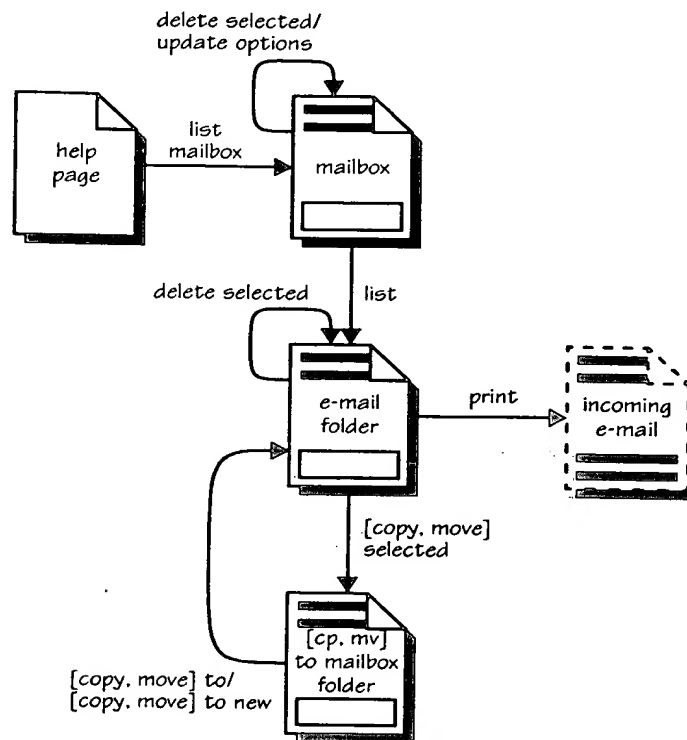 delete selected/
update options
help
page
list
mailbox
mailbox
delete selected
list
e-mail
folder
print
incoming
e-mail
[copy, move]
selected
[cp, mv]
to mailbox
folder
[copy, move] to/
[copy, move] to new